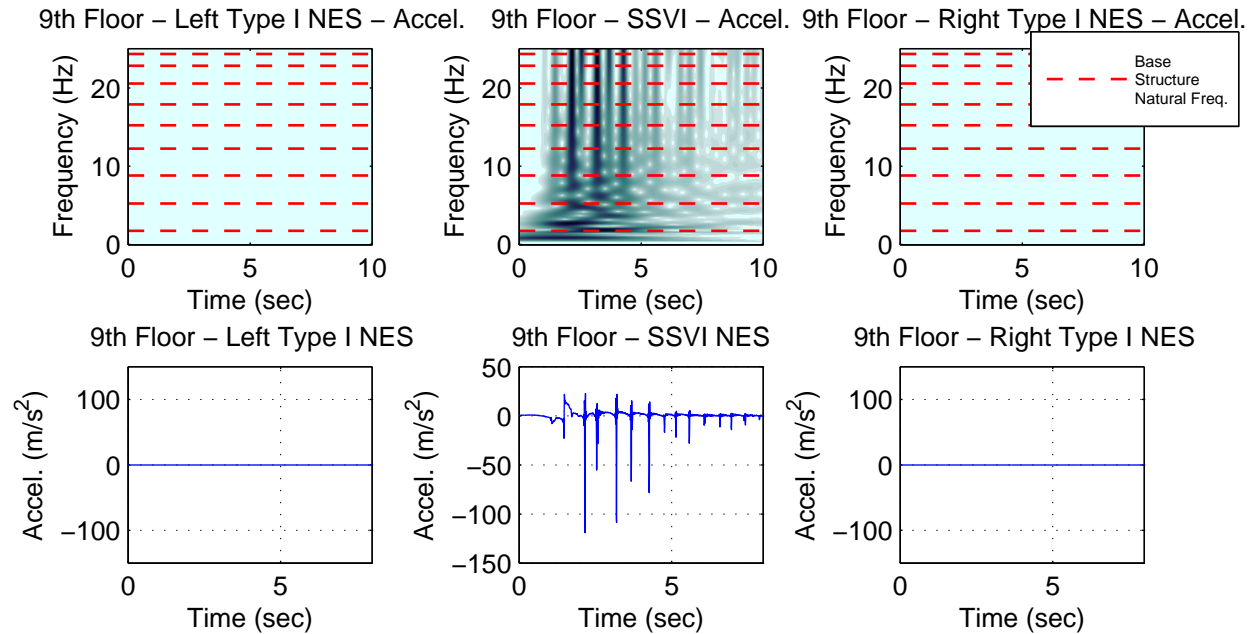 9th Floor – Left Type I NES – Accel.
9th Floor – SSVI – Accel.
9th Floor – Right Type I NES – Accel.
Base
Structure
Natural Freq.
Frequency (Hz)
20
10
0
0
5
10
Time (sec)
Frequency (Hz)
20
10
0
0
5
10
Time (sec)
Frequency (Hz)
20
10
0
0
5
10
Time (sec)
9th Floor – Left Type I NES
Accel. (m/s²)
100
0
−100
0
5
Time (sec)
9th Floor – SSVI NES
Accel. (m/s²)
50
0
−50
−100
−150
0
5
Time (sec)
9th Floor – Right Type I NES
Accel. (m/s²)
100
0
−100
0
5
Time (sec)